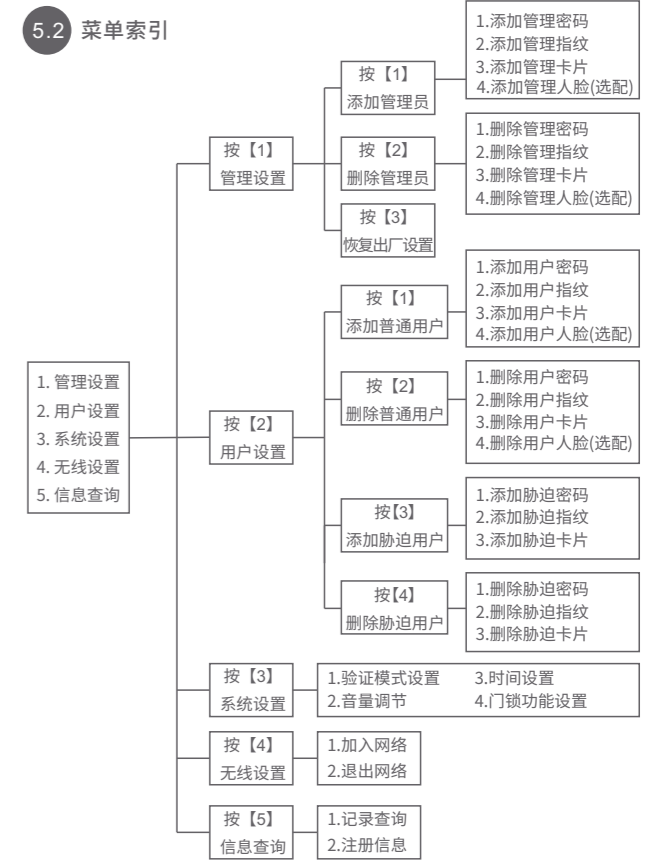 5.2 菜单索引
1. 管理设置
2. 用户设置
3. 系统设置
4. 无线设置
5. 信息查询
按【1】
管理设置
按【1】
添加管理员
1.添加管理密码
2.添加管理指纹
3.添加管理卡片
4.添加管理人脸(选配)
按【2】
删除管理员
1.删除管理密码
2.删除管理指纹
3.删除管理卡片
4.删除管理人脸(选配)
按【3】
恢复出厂设置
按【2】
用户设置
按【1】
添加普通用户
1.添加用户密码
2.添加用户指纹
3.添加用户卡片
4.添加用户人脸(选配)
按【2】
删除普通用户
1.删除用户密码
2.删除用户指纹
3.删除用户卡片
4.删除用户人脸(选配)
按【3】
添加胁迫用户
1.添加胁迫密码
2.添加胁迫指纹
3.添加胁迫卡片
按【4】
删除胁迫用户
1.删除胁迫密码
2.删除胁迫指纹
3.删除胁迫卡片
按【3】
系统设置
1.验证模式设置 3.时间设置
2.音量调节 4.门锁功能设置
按【4】
无线设置
1.加入网络
2.退出网络
按【5】
信息查询
1.记录查询
2.注册信息